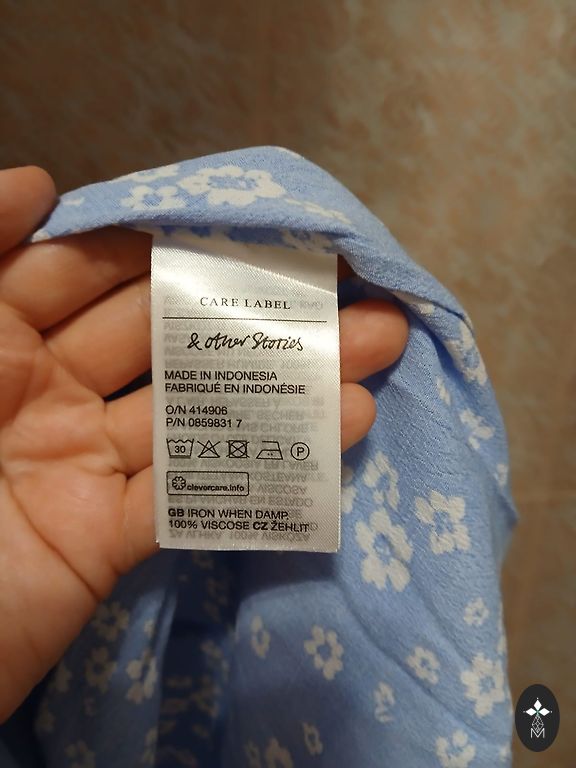 CARE LABEL
& other Stories
MADE IN INDONESIA
FABRIQUÉ EN INDONÉSIE
O/N 414906
P/N 0859831 7
30 P
clevercare.info
GB IRON WHEN DAMP
100% VISCOSE CZ ŽEHLIT
M